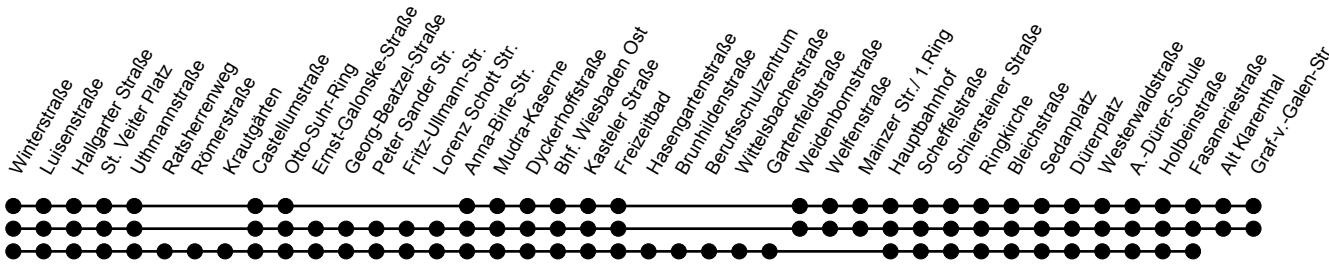 Winterstraße
Luisenstraße
Hallgarter Straße
St. Veiter Platz
Uthmannstraße
Ratsherrenweg
Römerstraße
Krautgärten
Castellumstraße
Otto-Suhr-Ring
Ernst-Galonske-Straße
Georg-Beatzel-Straße
Peter Sander Str.
Fritz-Ullmann-Str.
Lorenz Schott Str.
Anna-Birle-Str.
Mudra-Kaserne
Dyckerhoffstraße
Bhf. Wiesbaden Ost
Kasteler Straße
Freizeitbad
Hasengartenstraße
Brunhildenstraße
Berufsschulzentrum
Wittelsbacherstraße
Gartenfeldstraße
Weidenbornstraße
Welfenstraße
Mainzer Str./ 1.Ring
Hauptbahnhof
Scheffelstraße
Schiersteiner Straße
Ringkirche
Bleichstraße
Sedanplatz
Dürerplatz
Westerwaldstraße
A.-Dürer-Schule
Holbeinstraße
Fasaneriestraße
Alt Klarenthal
Graf-v.-Galen-Str